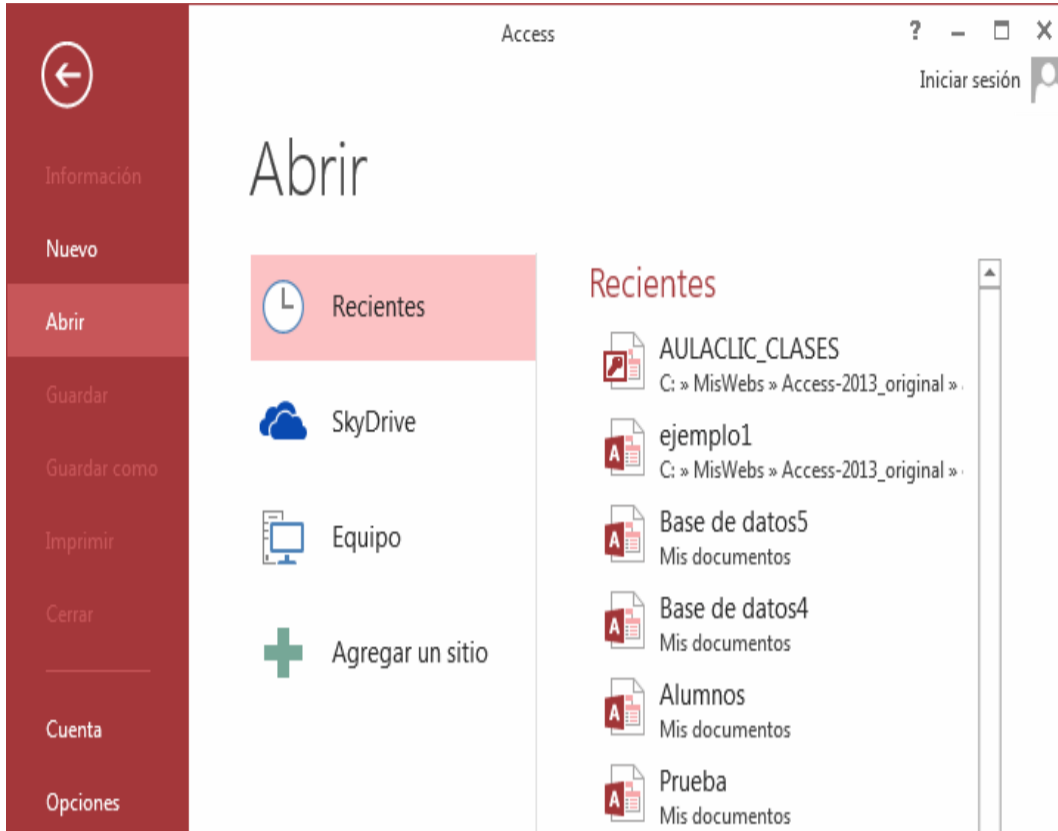 Access
?
Iniciar sesión
Información
Nuevo
Abrir
Guardar
Guardar como
Imprimir
Cerrar
Cuenta
Opciones
Abrir
Recientes
SkyDrive
Equipo
Agregar un sitio
Recientes
AULACLIC_CLASES
C: » MisWebs » Access-2013_original »
ejemplo1
C: » MisWebs » Access-2013_original »
Base de datos5
Mis documentos
Base de datos4
Mis documentos
Alumnos
Mis documentos
Prueba
Mis documentos